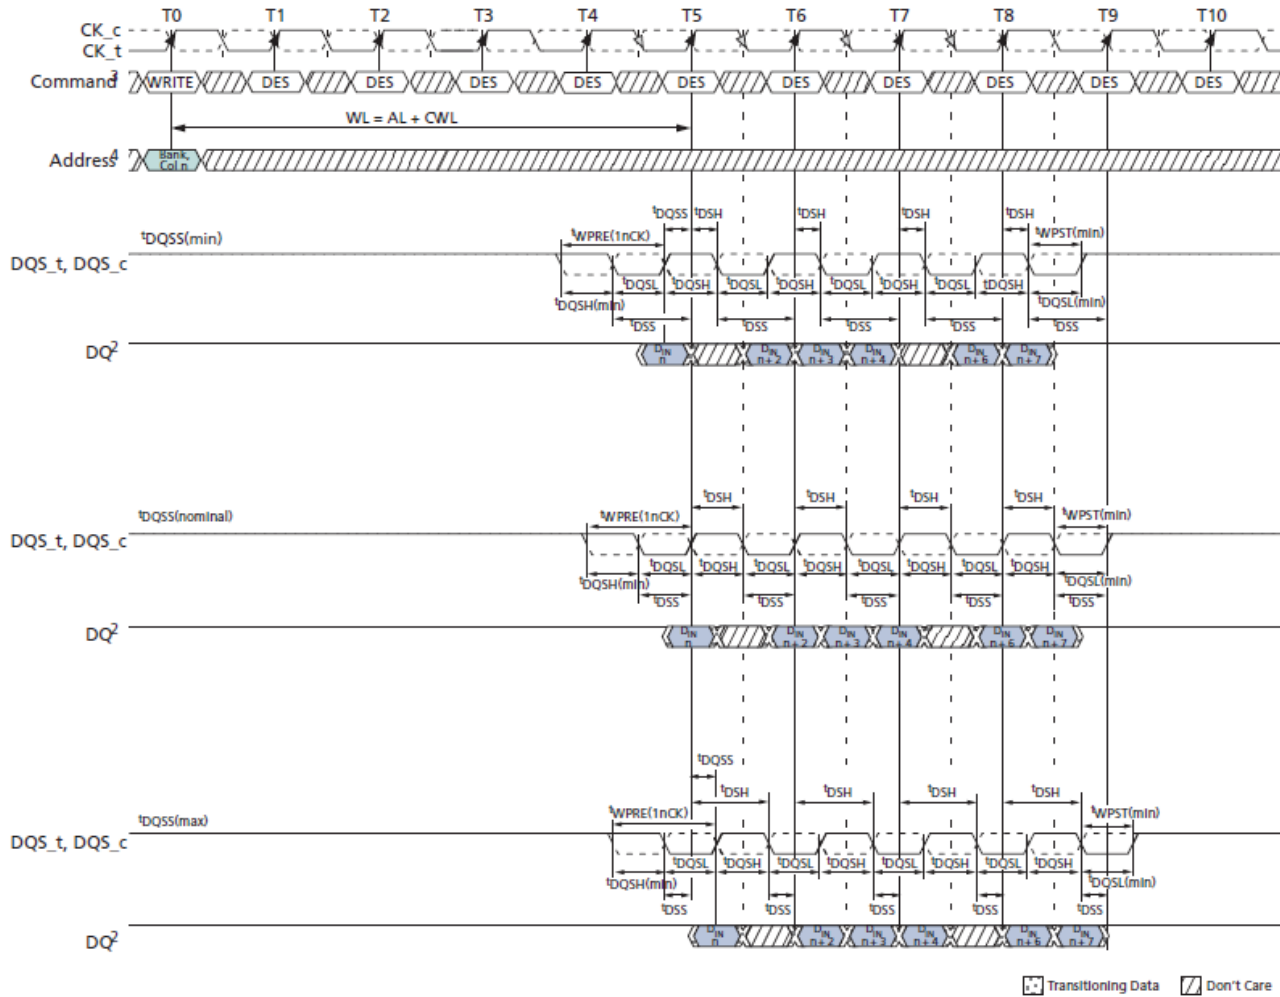 T0 T1 T2 T3 T4 T5 T6 T7 T8 T9 T10
CK_c
CK_t
Command3 WRITE DES DES DES DES DES DES DES DES DES DES
WL = AL + CWL
Address4 Bank, Col n
tDQSS tDSH tDSH tDSH tDSH
tDQSS(min) tWPRE(1nCK) tWPST(min)
DQS_t, DQS_c
tDQSL tDQSH tDQSL tDQSH tDQSL tDQSH tDQSL tDQSH
tDQSH(min) tDQSL(min)
tDSS tDSS tDSS tDSS tDSS
DQ2 DIN n DIN n+2 DIN n+3 DIN n+4 DIN n+6 DIN n+7
tDSH tDSH tDSH tDSH
tDQSS(nominal) tWPRE(1nCK) tWPST(min)
DQS_t, DQS_c
tDQSL tDQSH tDQSL tDQSH tDQSL tDQSH tDQSL tDQSH
tDQSH(min) tDQSL(min)
tDSS tDSS tDSS tDSS tDSS
DQ2 DIN n DIN n+2 DIN n+3 DIN n+4 DIN n+6 DIN n+7
tDQSS
tDSH tDSH tDSH tDSH
tDQSS(max) tWPRE(1nCK) tWPST(min)
DQS_t, DQS_c
tDQSL tDQSH tDQSL tDQSH tDQSL tDQSH tDQSL tDQSH
tDQSH(min) tDQSL(min)
tDSS tDSS tDSS tDSS tDSS
DQ2 DIN n DIN n+2 DIN n+3 DIN n+4 DIN n+6 DIN n+7
Transitioning Data Don't Care